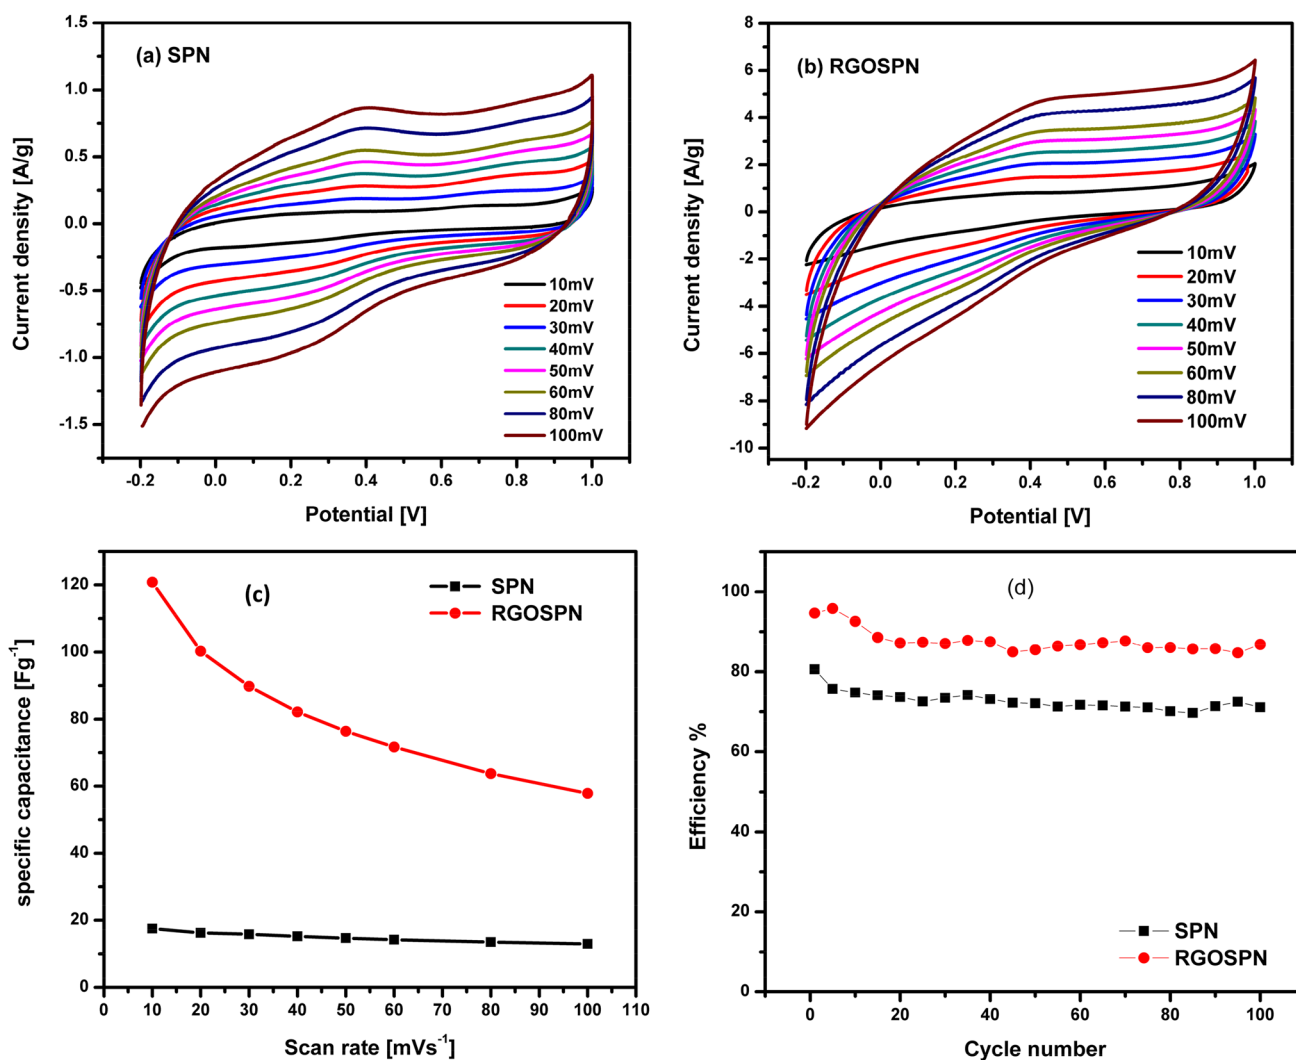 (a) SPN
Current density [A/g]
1.5
1.0
0.5
0.0
-0.5
-1.0
-1.5
10mV
20mV
30mV
40mV
50mV
60mV
80mV
100mV
-0.2 0.0 0.2 0.4 0.6 0.8 1.0
Potential [V]
(b) RGOSPN
Current density [A/g]
8
6
4
2
0
-2
-4
-6
-8
-10
10mV
20mV
30mV
40mV
50mV
60mV
80mV
100mV
-0.2 0.0 0.2 0.4 0.6 0.8 1.0
Potential [V]
(c)
SPN
RGOSPN
specific capacitance [Fg⁻¹]
120
100
80
60
40
20
0
0 10 20 30 40 50 60 70 80 90 100 110
Scan rate [mVs⁻¹]
(d)
Efficiency %
100
80
60
40
20
0
SPN
RGOSPN
0 20 40 60 80 100
Cycle number